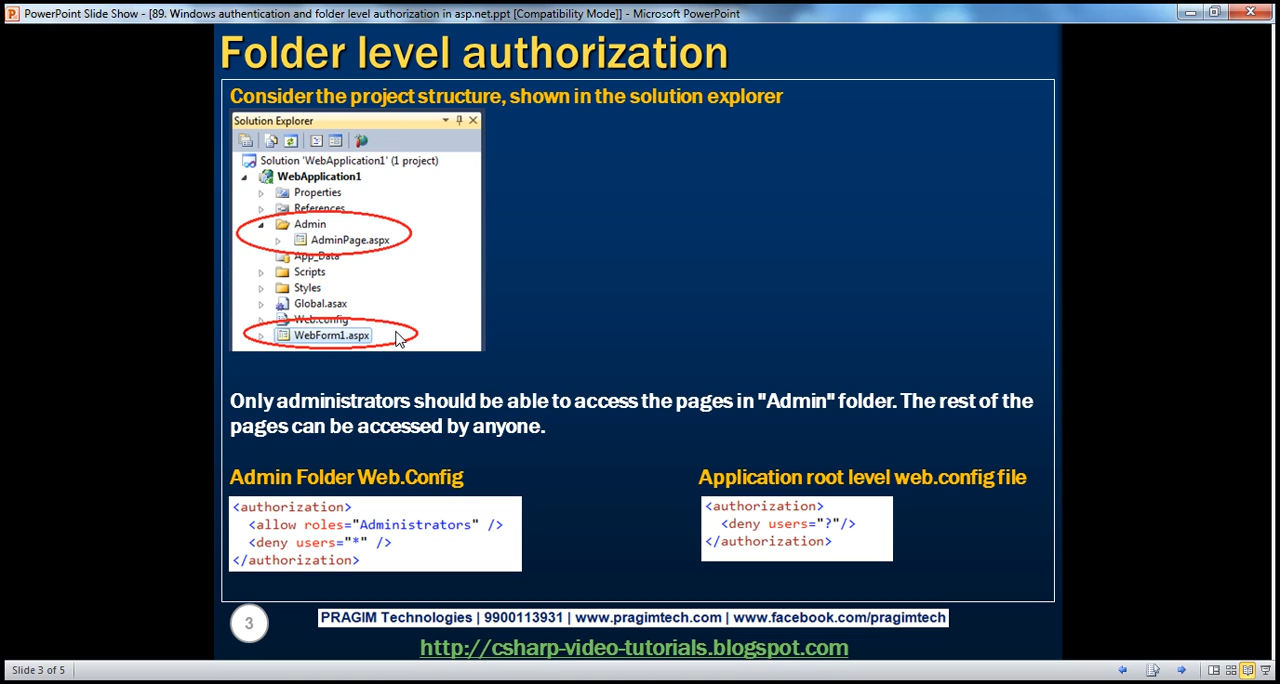 PowerPoint Slide Show - [89. Windows authentication and folder level authorization in asp.net.ppt [Compatibility Mode]] - Microsoft PowerPoint
Folder level authorization
Consider the project structure, shown in the solution explorer
Solution Explorer
Solution 'WebApplication1' (1 project)
WebApplication1
Properties
References
Admin
AdminPage.aspx
App_Data
Scripts
Styles
Global.asax
Web.config
WebForm1.aspx
Only administrators should be able to access the pages in "Admin" folder. The rest of the
pages can be accessed by anyone.
Admin Folder Web.Config
<authorization>
<allow roles="Administrators" />
<deny users="*" />
</authorization>
Application root level web.config file
<authorization>
<deny users="?"/>
</authorization>
3
PRAGIM Technologies | 9900113931 | www.pragimtech.com | www.facebook.com/pragimtech
http://csharp-video-tutorials.blogspot.com
Slide 3 of 5